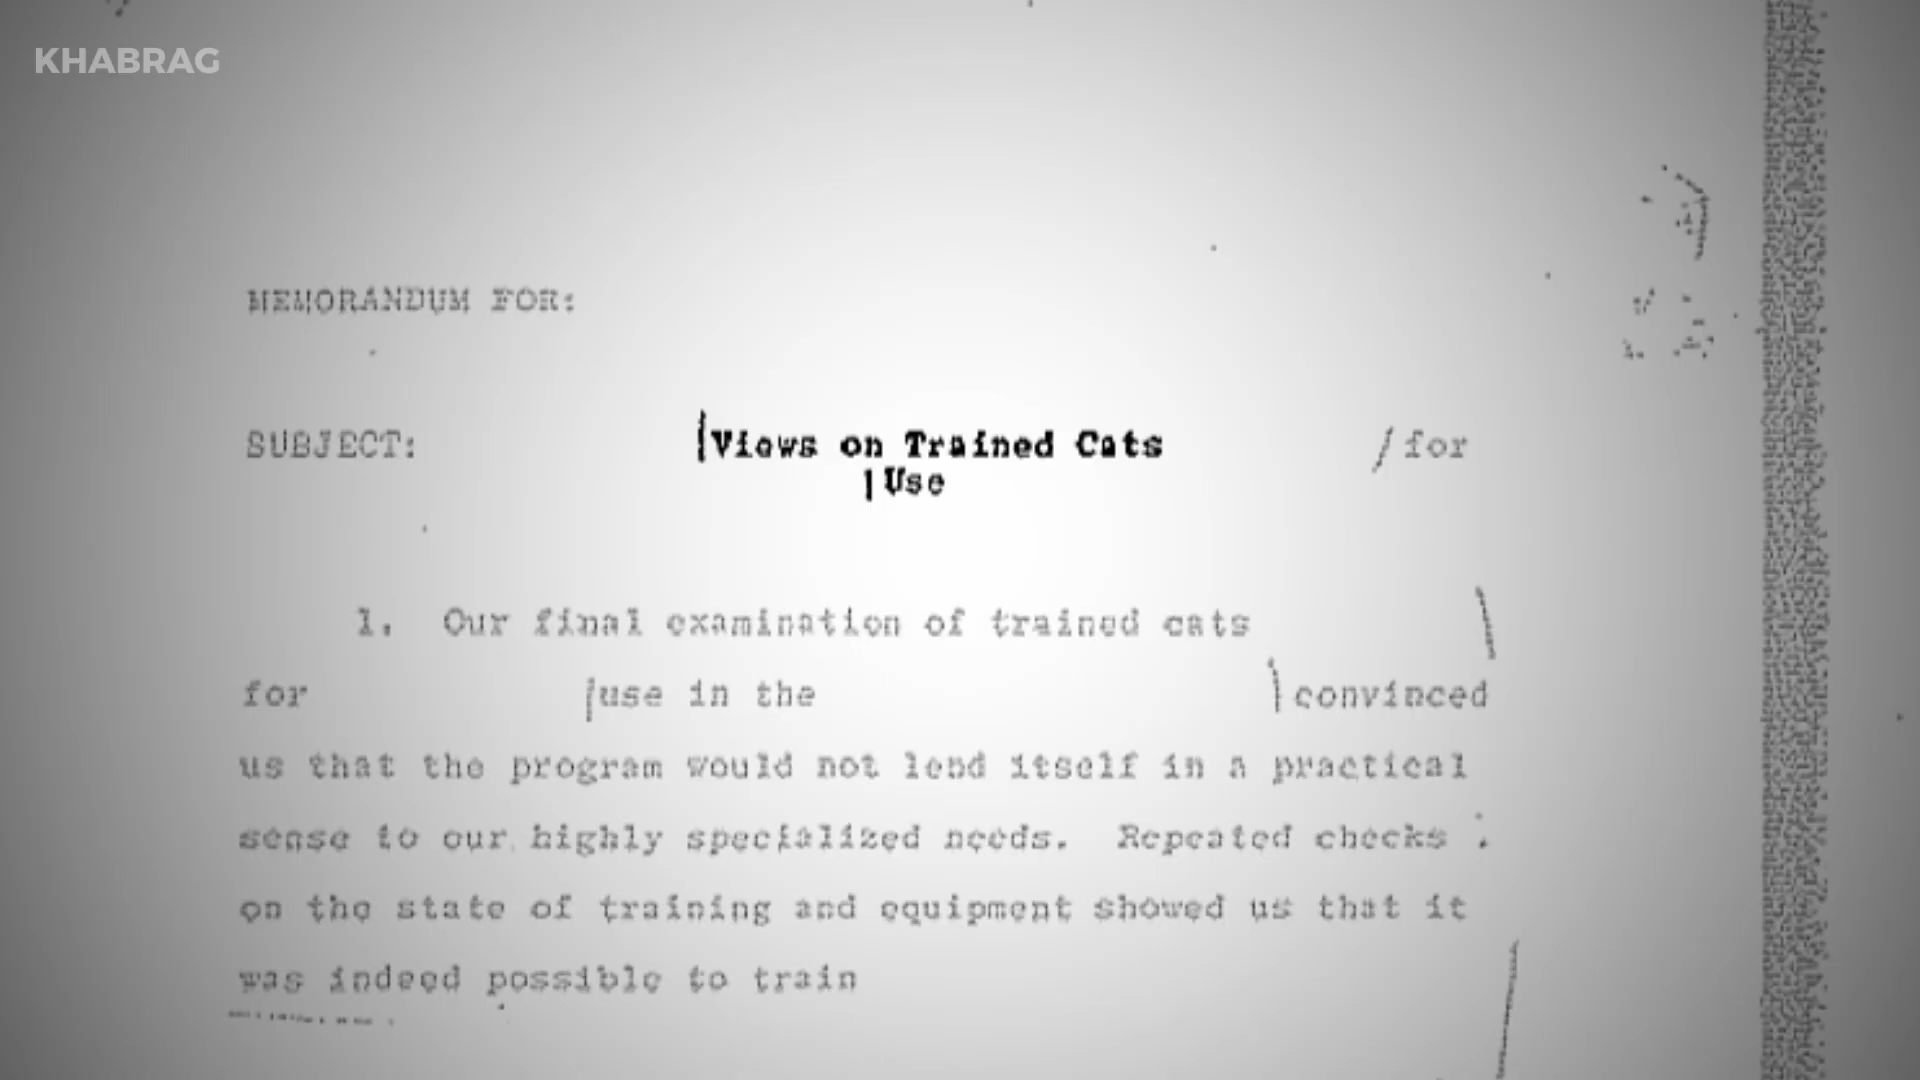 KHABRAG
MEMORANDUM FOR:
SUBJECT: Views on Trained Cats / for
Use
1. Our final examination of trained cats
for use in the convinced
us that the program would not lend itself in a practical
sense to our highly specialized needs. Repeated checks
on the state of training and equipment showed us that it
was indeed possible to train